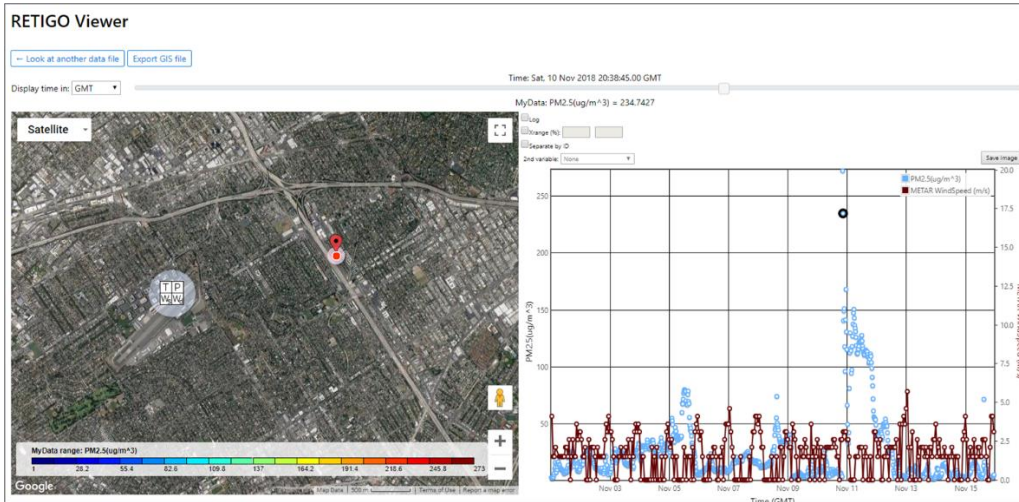 RETIGO Viewer
← Look at another data file
Export GIS file
Time: Sat, 10 Nov 2018 20:38:45.00 GMT
Display time in: GMT
MyData: PM2.5(ug/m^3) = 234.7427
Satellite
Log
Xrange (%):
Separate by ID
2nd variable: None
Save Image
PM2.5(ug/m^3)
METAR WindSpeed (m/s)
250
200
150
100
50
PM2.5(ug/m^3)
20.0
17.5
15.0
12.5
10.0
7.5
5.0
2.5
T P
W W
MyData range: PM2.5(ug/m^3)
1 28.2 55.4 82.6 109.8 137 164.2 191.4 218.6 245.8 273
Google
Map Data
500 m
Terms of Use
Report a map error
Nov 03 Nov 05 Nov 07 Nov 09 Nov 11 Nov 13 Nov 15
Time (GMT)